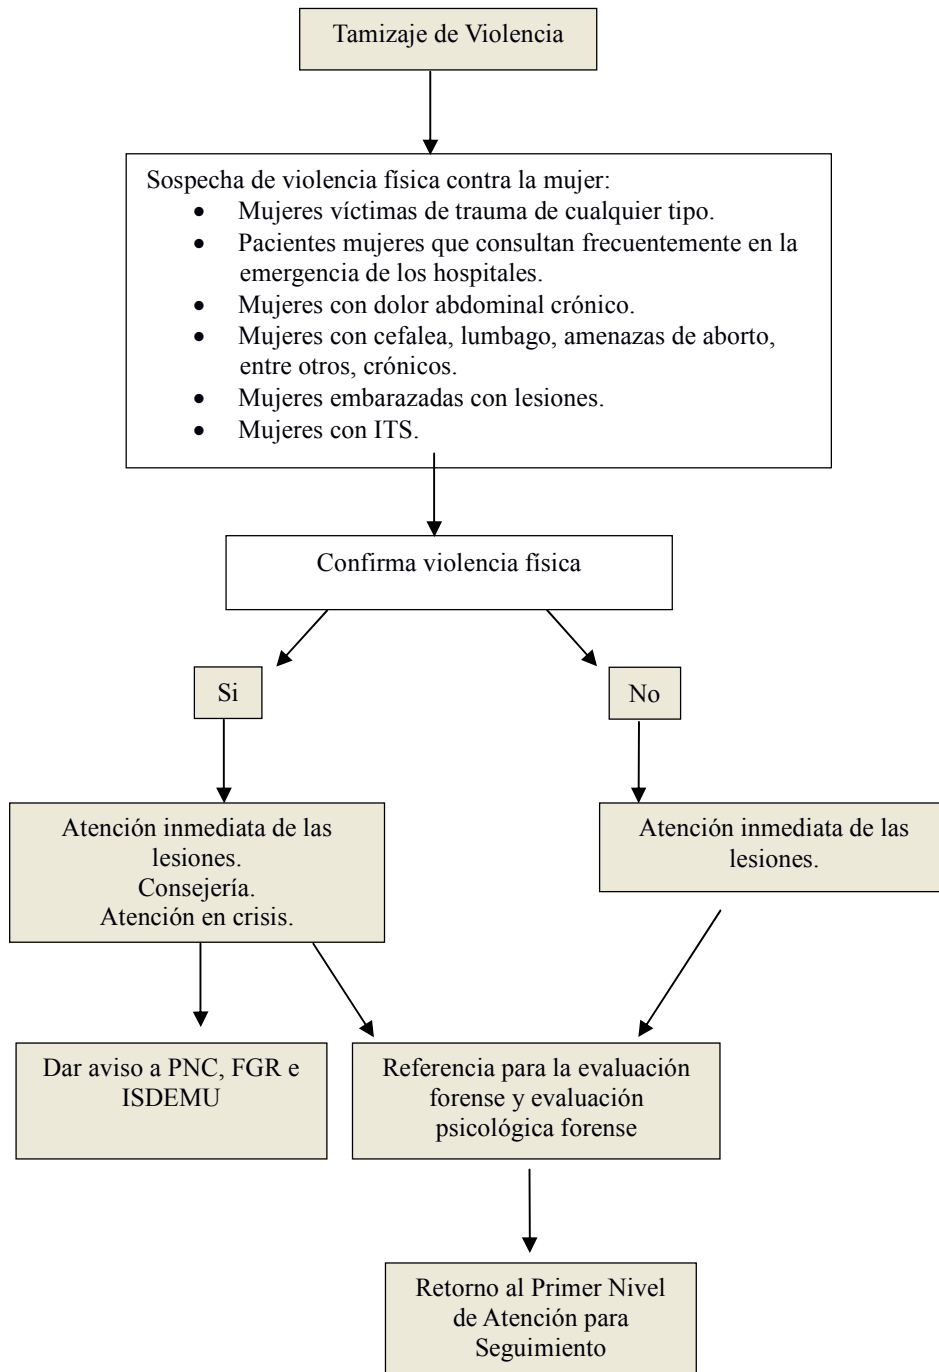 Tamizaje de Violencia
Sospecha de violencia física contra la mujer:
• Mujeres víctimas de trauma de cualquier tipo.
• Pacientes mujeres que consultan frecuentemente en la
emergencia de los hospitales.
• Mujeres con dolor abdominal crónico.
• Mujeres con cefalea, lumbago, amenazas de aborto,
entre otros, crónicos.
• Mujeres embarazadas con lesiones.
• Mujeres con ITS.
Confirma violencia física
Si
No
Atención inmediata de las
lesiones.
Consejería.
Atención en crisis.
Atención inmediata de las
lesiones.
Dar aviso a PNC, FGR e
ISDEMU
Referencia para la evaluación
forense y evaluación
psicológica forense
Retorno al Primer Nivel
de Atención para
Seguimiento